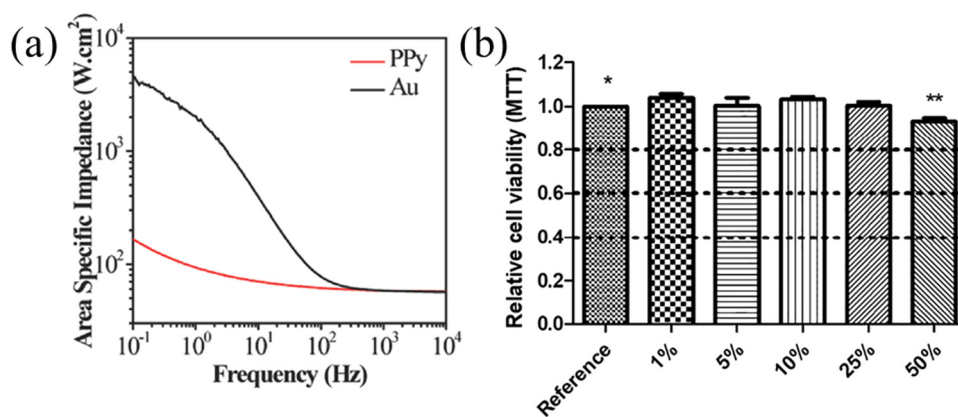 (a)
Area Specific Impedance (W.cm²)
10⁴
10³
10²
PPy
Au
10⁻¹ 10⁰ 10¹ 10² 10³ 10⁴
Frequency (Hz)
(b)
Relative cell viability (MTT)
1.2
1.0
0.8
0.6
0.4
0.2
0.0
*
**
Reference 1% 5% 10% 25% 50%